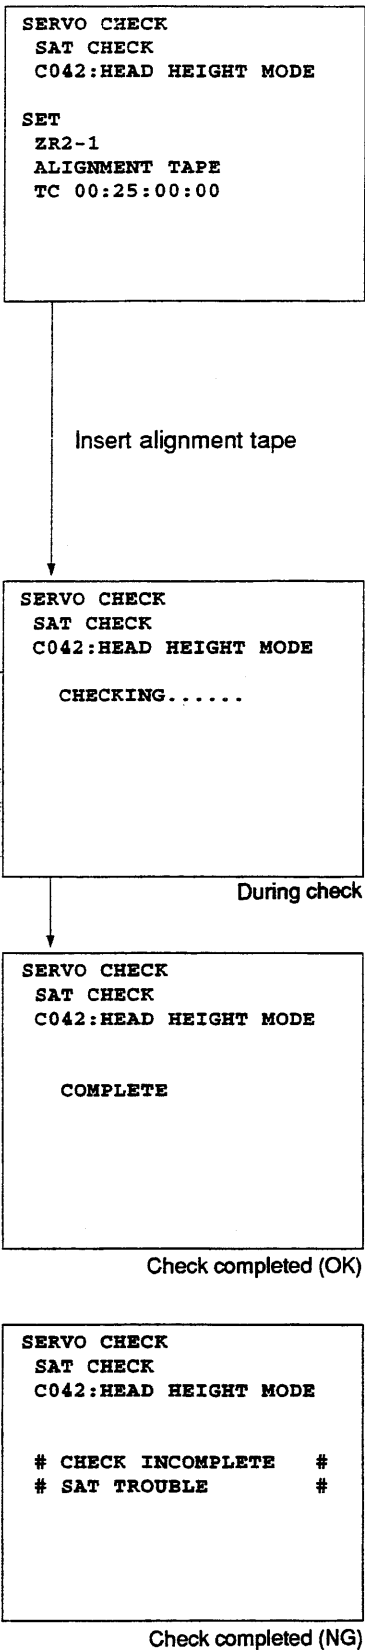 SERVO CHECK
SAT CHECK
C042:HEAD HEIGHT MODE
SET
ZR2-1
ALIGNMENT TAPE
TC 00:25:00:00
Insert alignment tape
SERVO CHECK
SAT CHECK
C042:HEAD HEIGHT MODE
CHECKING......
During check
SERVO CHECK
SAT CHECK
C042:HEAD HEIGHT MODE
COMPLETE
Check completed (OK)
SERVO CHECK
SAT CHECK
C042:HEAD HEIGHT MODE
# CHECK INCOMPLETE #
# SAT TROUBLE #
Check completed (NG)